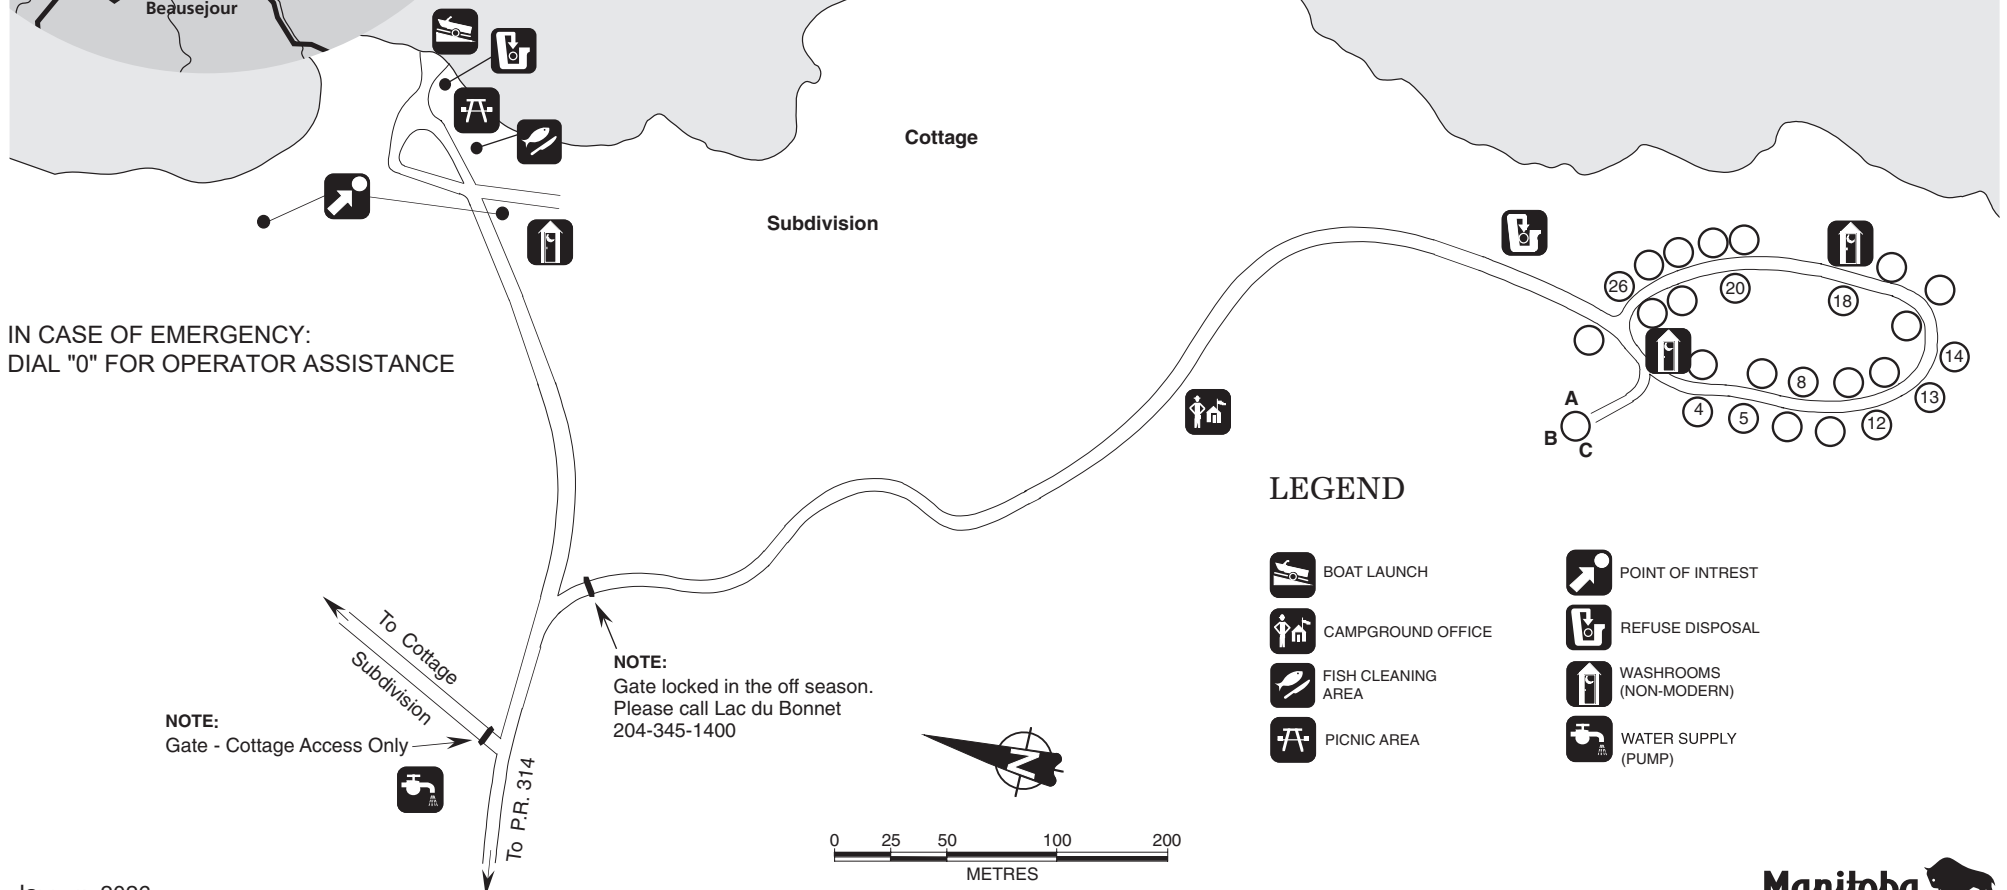 Beausejour
Cottage
Subdivision
IN CASE OF EMERGENCY:
DIAL "0" FOR OPERATOR ASSISTANCE
26
20
18
14
13
12
8
5
4
A
B
C
LEGEND
BOAT LAUNCH
CAMPGROUND OFFICE
FISH CLEANING
AREA
PICNIC AREA
POINT OF INTREST
REFUSE DISPOSAL
WASHROOMS
(NON-MODERN)
WATER SUPPLY
(PUMP)
To Cottage
Subdivision
NOTE:
Gate - Cottage Access Only
NOTE:
Gate locked in the off season.
Please call Lac du Bonnet
204-345-1400
To P.R. 314
N
0 25 50 100 200
METRES
Manitoba